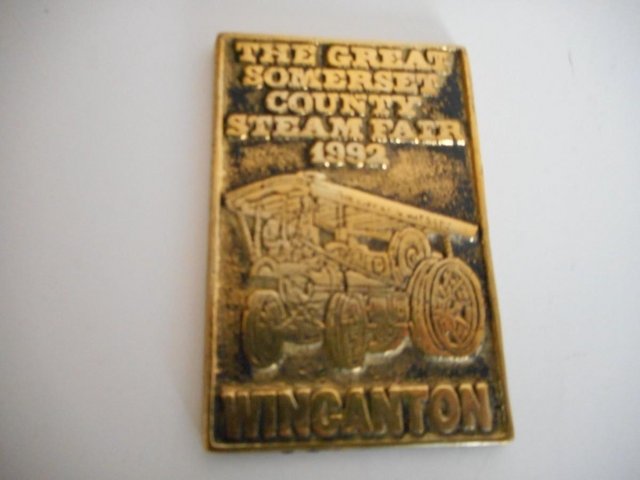 THE GREAT
SOMERSET
COUNTY
STEAM FAIR
1992
WINCANTON